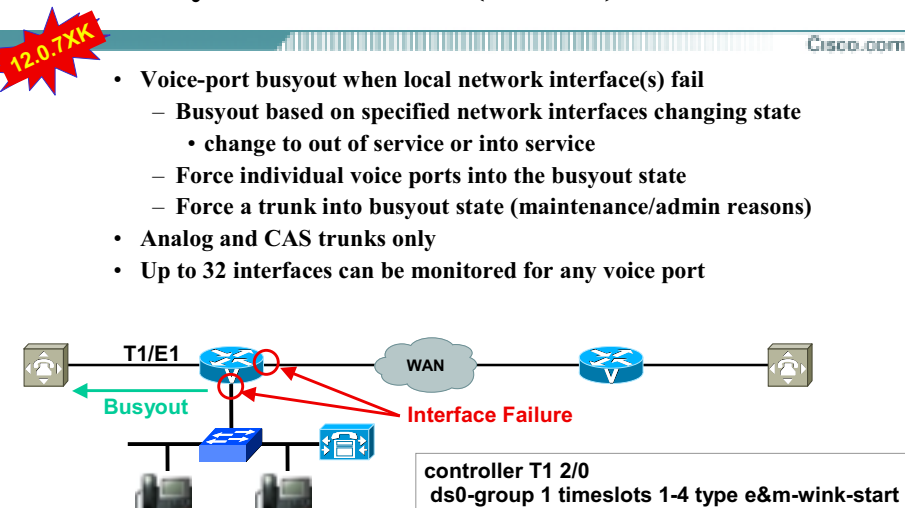 12.0.7XK
Cisco.com
• Voice-port busyout when local network interface(s) fail
– Busyout based on specified network interfaces changing state
• change to out of service or into service
– Force individual voice ports into the busyout state
– Force a trunk into busyout state (maintenance/admin reasons)
• Analog and CAS trunks only
• Up to 32 interfaces can be monitored for any voice port
T1/E1
V
WAN
V
Busyout
Interface Failure
controller T1 2/0
ds0-group 1 timeslots 1-4 type e&m-wink-start